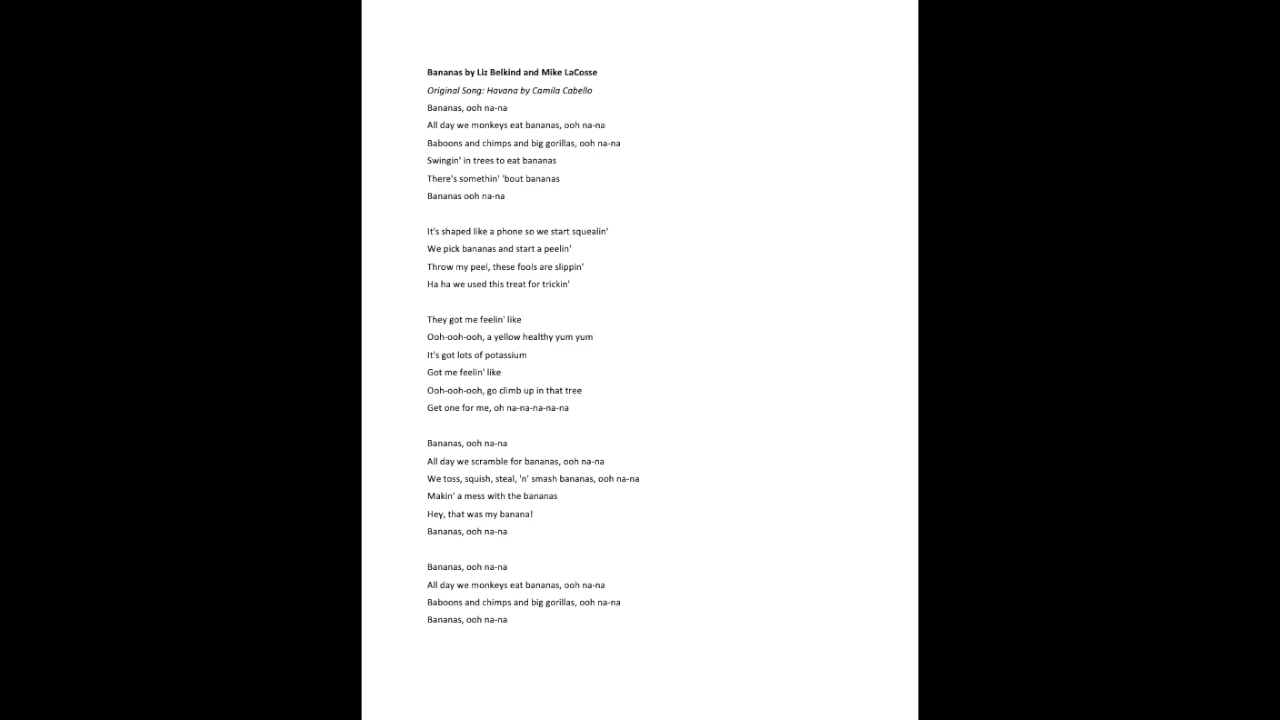 Bananas by Liz Belkind and Mike LaCosse
Original Song: Havana by Camila Cabello
Bananas, ooh na-na
All day we monkeys eat bananas, ooh na-na
Baboons and chimps and big gorillas, ooh na-na
Swingin' in trees to eat bananas
There's somethin' 'bout bananas
Bananas ooh na-na

It's shaped like a phone so we start squealin'
We pick bananas and start a peelin'
Throw my peel, these fools are slippin'
Ha ha we used this treat for trickin'

They got me feelin' like
Ooh-ooh-ooh, a yellow healthy yum yum
It's got lots of potassium
Got me feelin' like
Ooh-ooh-ooh, go climb up in that tree
Get one for me, oh na-na-na-na-na

Bananas, ooh na-na
All day we scramble for bananas, ooh na-na
We toss, squish, steal, 'n' smash bananas, ooh na-na
Makin' a mess with the bananas
Hey, that was my banana!
Bananas, ooh na-na

Bananas, ooh na-na
All day we monkeys eat bananas, ooh na-na
Baboons and chimps and big gorillas, ooh na-na
Bananas, ooh na-na